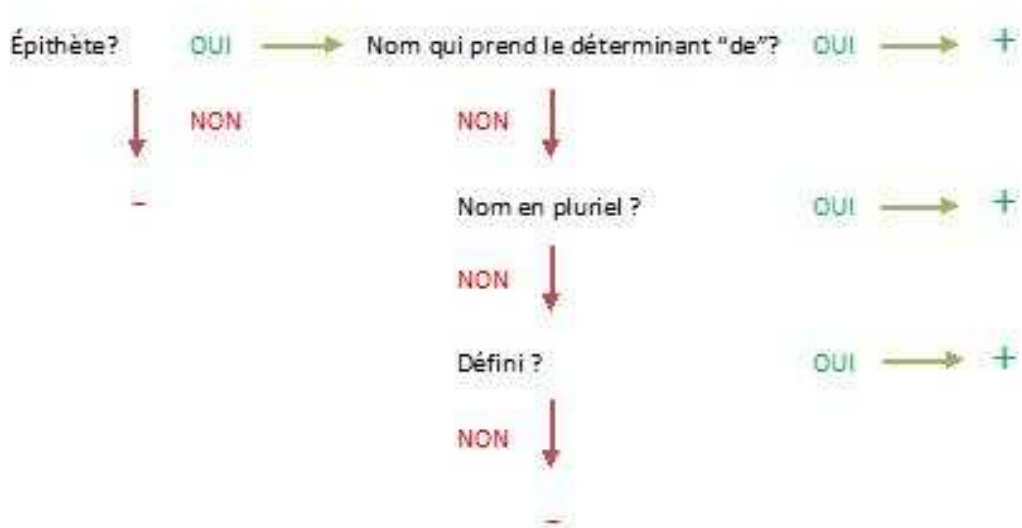 Épithète? OUI Nom qui prend le déterminant "de"? OUI +
NON NON
- Nom en pluriel ? OUI +
NON
Défini ? OUI +
NON
-